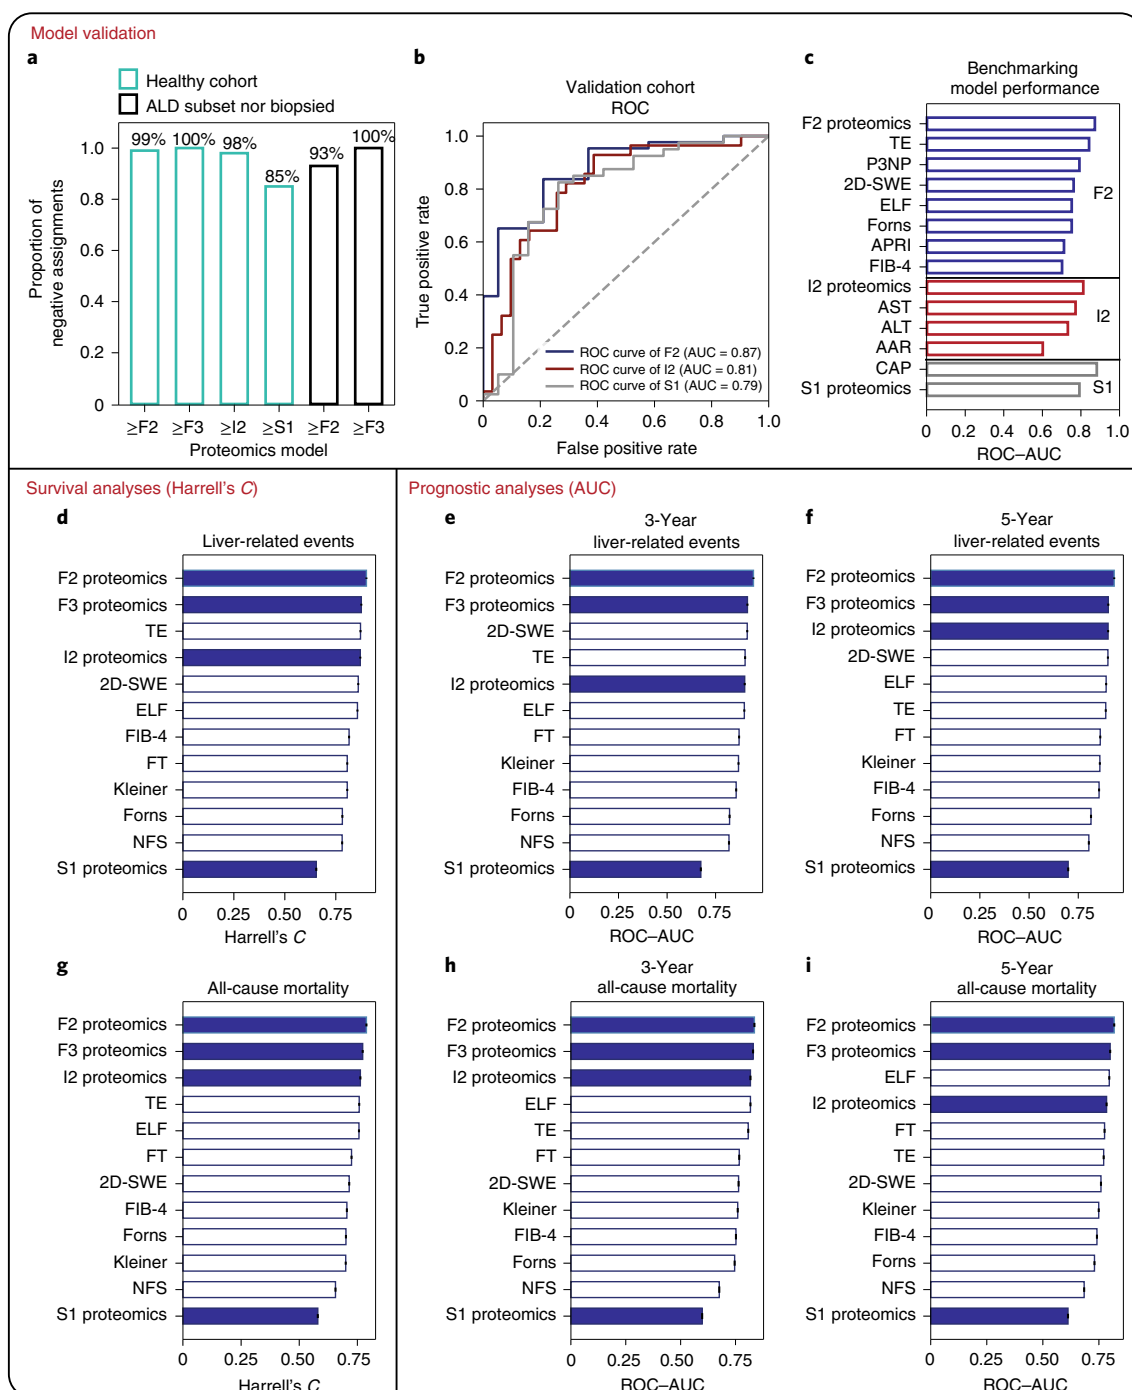 Model validation
a
Healthy cohort
ALD subset nor biopsied
99%
100%
98%
85%
93%
100%
1.0
0.8
0.6
0.4
0.2
0
Proportion of
negative assignments
≥F2
≥F3
≥I2
≥S1
≥F2
≥F3
Proteomics model
b
Validation cohort
ROC
1.0
0.8
0.6
0.4
0.2
0
True positive rate
ROC curve of F2 (AUC = 0.87)
ROC curve of I2 (AUC = 0.81)
ROC curve of S1 (AUC = 0.79)
0
0.2
0.4
0.6
0.8
1.0
False positive rate
c
Benchmarking
model performance
F2 proteomics
TE
P3NP
2D-SWE
ELF
Forns
APRI
FIB-4
F2
I2 proteomics
AST
ALT
AAR
I2
CAP
S1 proteomics
S1
0
0.2
0.4
0.6
0.8
1.0
ROC–AUC
Survival analyses (Harrell's C)
d
Liver-related events
F2 proteomics
F3 proteomics
TE
I2 proteomics
2D-SWE
ELF
FIB-4
FT
Kleiner
Forns
NFS
S1 proteomics
0
0.25
0.50
0.75
Harrell's C
Prognostic analyses (AUC)
e
3-Year
liver-related events
F2 proteomics
F3 proteomics
2D-SWE
TE
I2 proteomics
ELF
FT
Kleiner
FIB-4
Forns
NFS
S1 proteomics
0
0.25
0.50
0.75
ROC–AUC
f
5-Year
liver-related events
F2 proteomics
F3 proteomics
I2 proteomics
2D-SWE
ELF
TE
FT
Kleiner
FIB-4
Forns
NFS
S1 proteomics
0
0.25
0.50
0.75
ROC–AUC
g
All-cause mortality
F2 proteomics
F3 proteomics
I2 proteomics
TE
ELF
FT
2D-SWE
FIB-4
Forns
Kleiner
NFS
S1 proteomics
0
0.25
0.50
0.75
Harrell's C
h
3-Year
all-cause mortality
F2 proteomics
F3 proteomics
I2 proteomics
ELF
TE
FT
2D-SWE
Kleiner
FIB-4
Forns
NFS
S1 proteomics
0
0.25
0.50
0.75
ROC–AUC
i
5-Year
all-cause mortality
F2 proteomics
F3 proteomics
ELF
I2 proteomics
FT
TE
2D-SWE
Kleiner
FIB-4
Forns
NFS
S1 proteomics
0
0.25
0.50
0.75
ROC–AUC